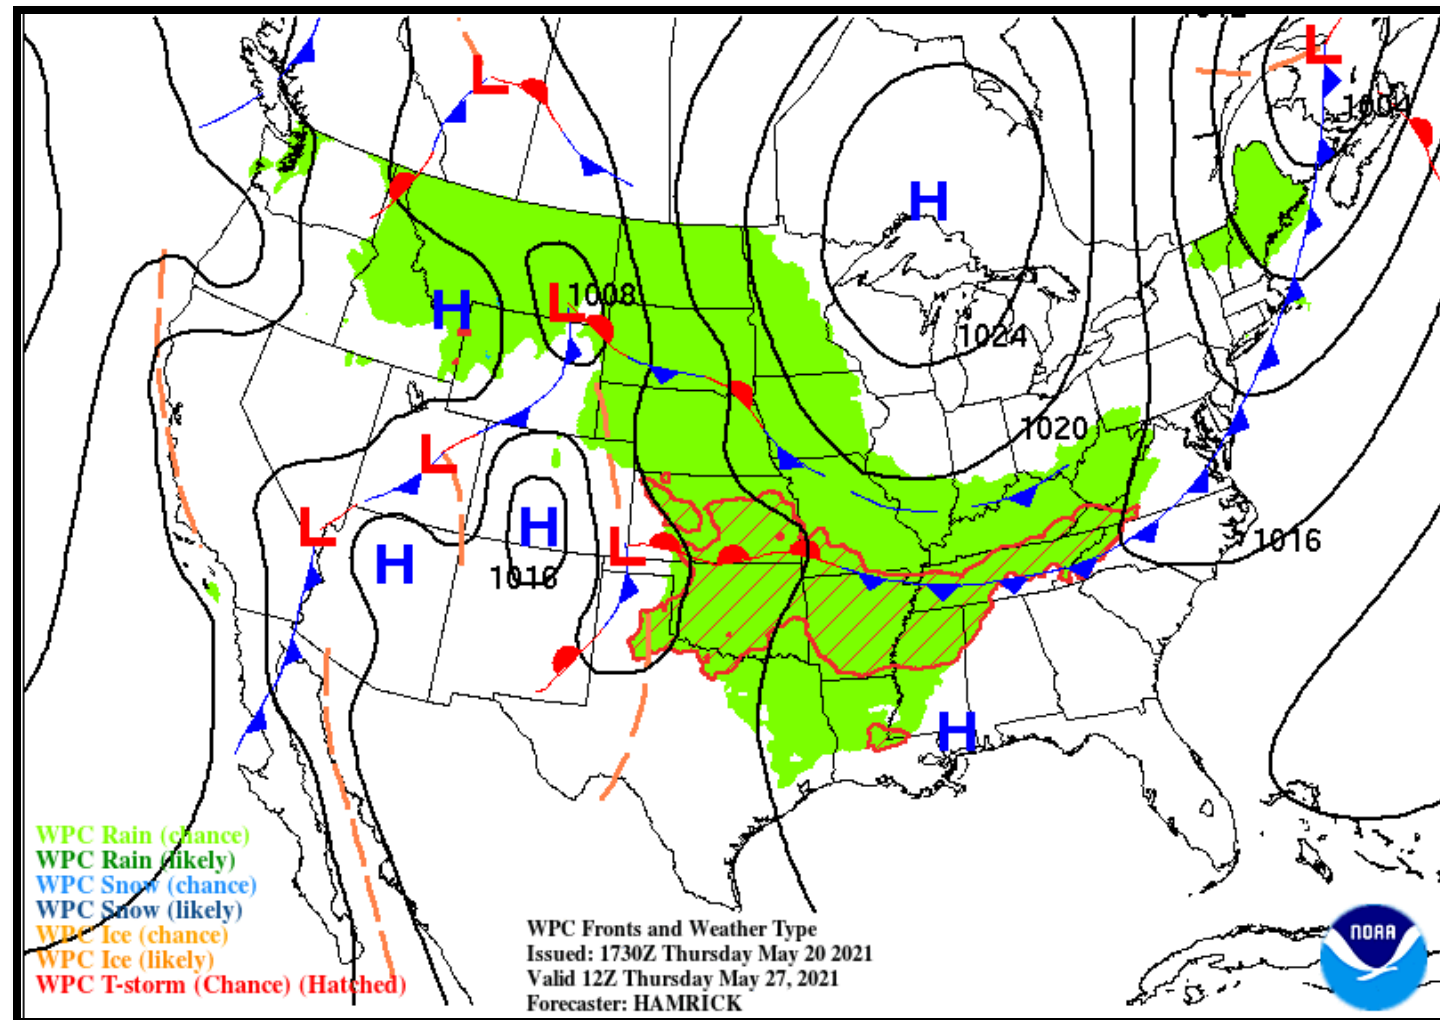 L
L
1004
H
H
L 1008
1024
L
1020
L
H
H
L
1016
1016
H
WPC Rain (chance)
WPC Rain (likely)
WPC Snow (chance)
WPC Snow (likely)
WPC Ice (chance)
WPC Ice (likely)
WPC T-storm (Chance) (Hatched)
WPC Fronts and Weather Type
Issued: 1730Z Thursday May 20 2021
Valid 12Z Thursday May 27, 2021
Forecaster: HAMRICK
NOAA